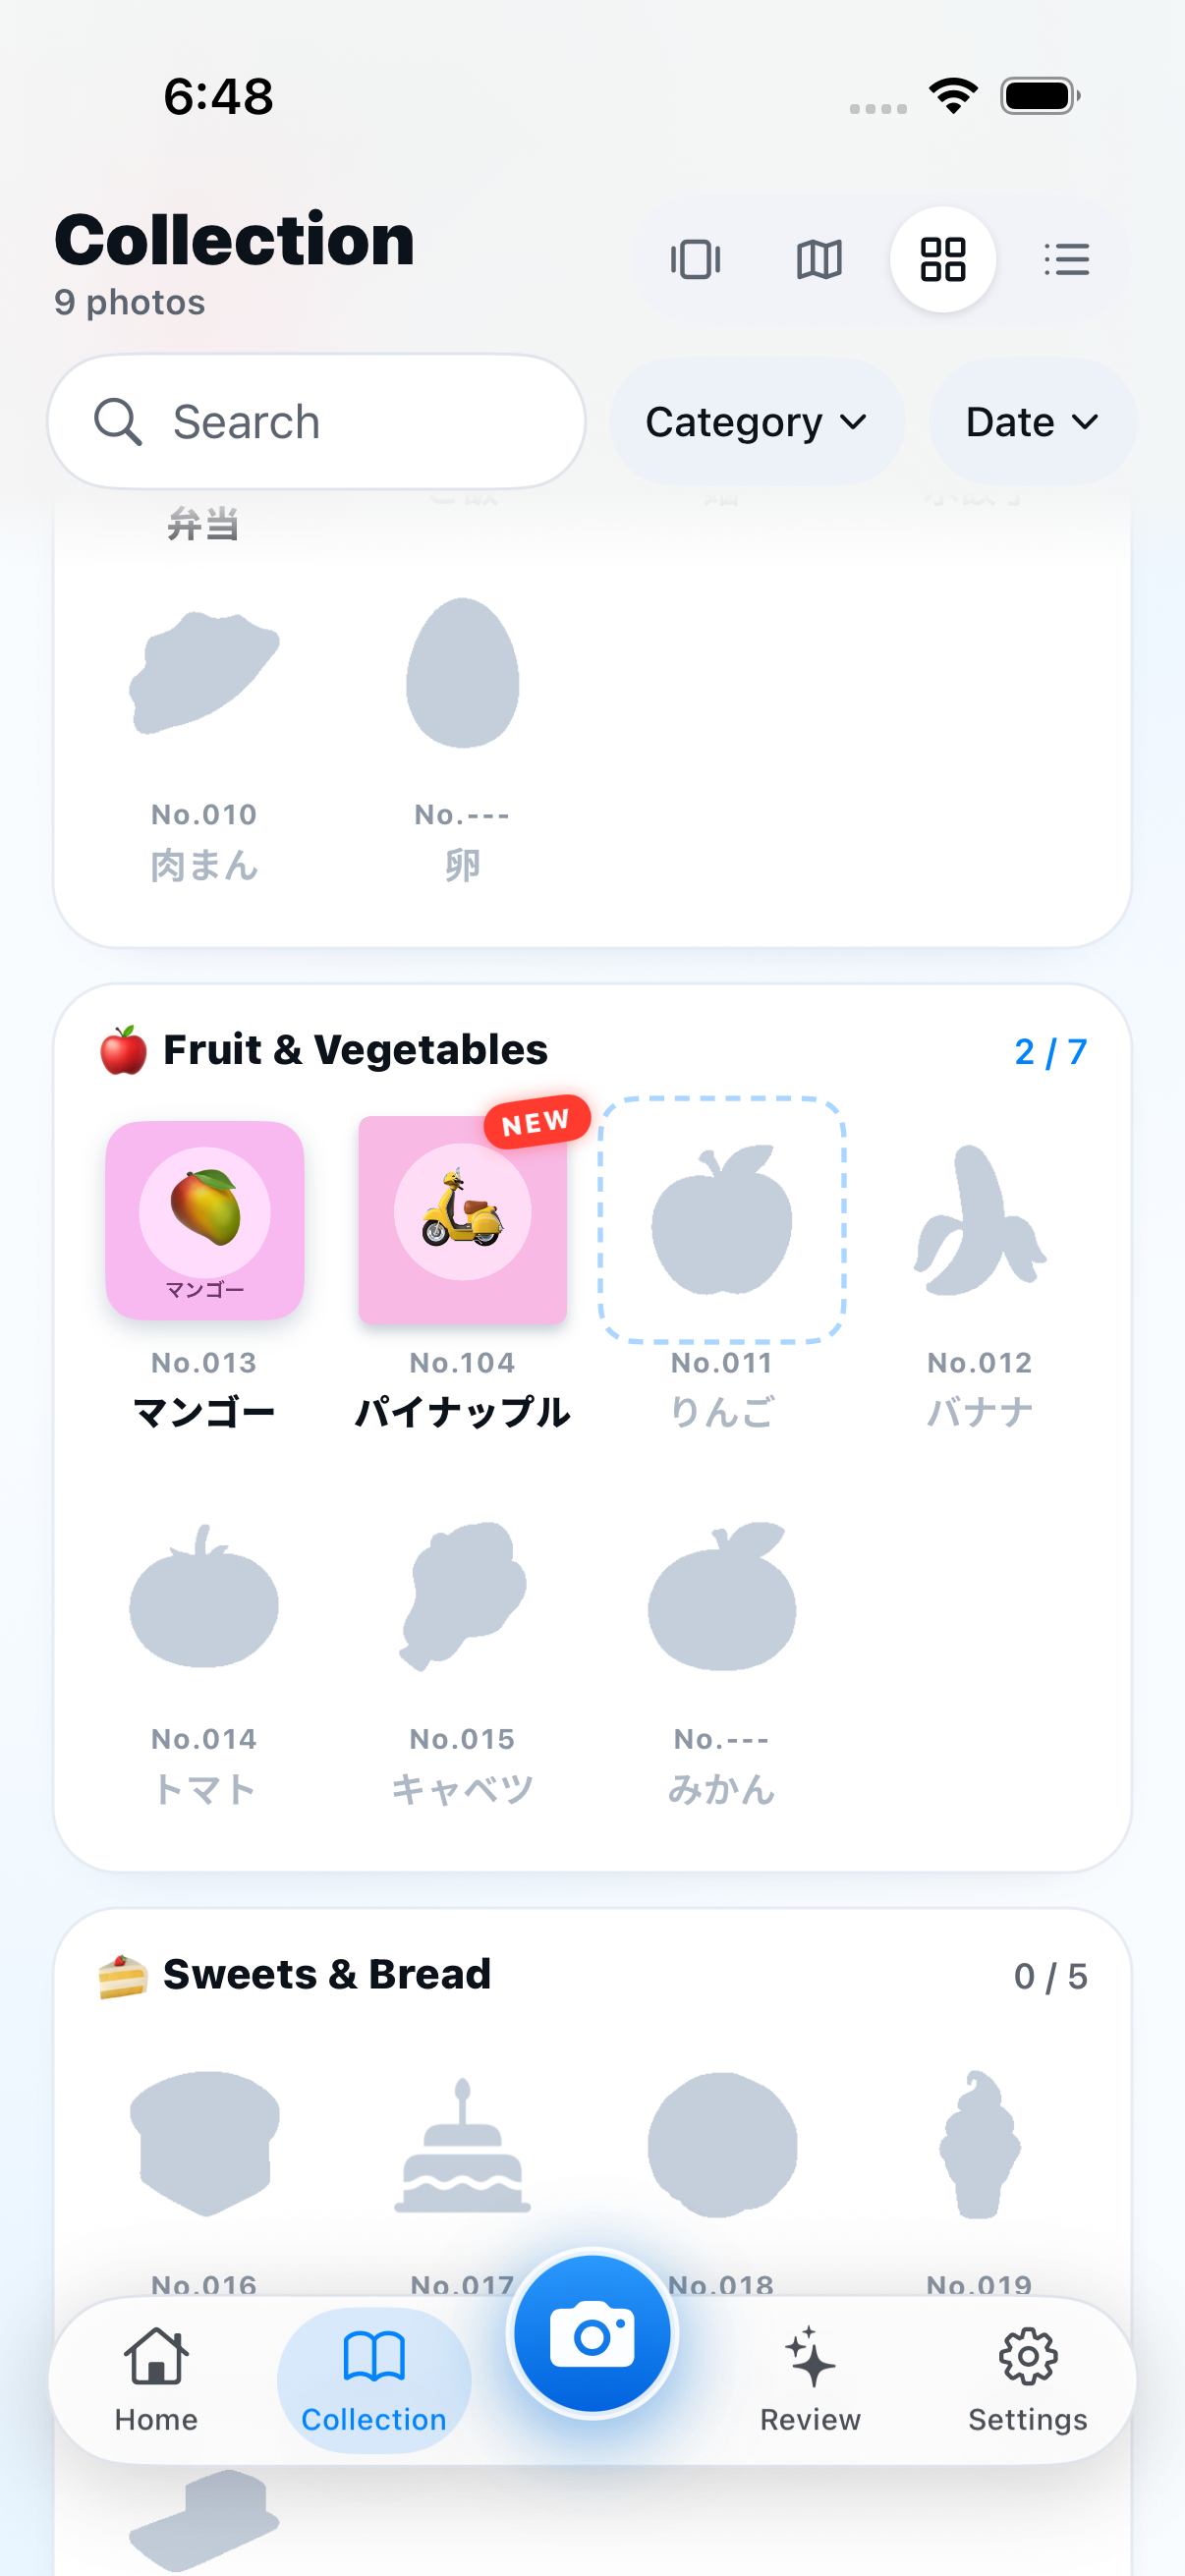 6:48
Collection
9 photos
Search
Category
Date
弁当
No.010
No.---
肉まん
卵
Fruit & Vegetables
2 / 7
NEW
マンゴー
No.013
No.104
No.011
No.012
マンゴー
パイナップル
りんご
バナナ
No.014
No.015
No.---
トマト
キャベツ
みかん
Sweets & Bread
0 / 5
No.016
No.017
No.018
No.019
Home
Collection
Review
Settings